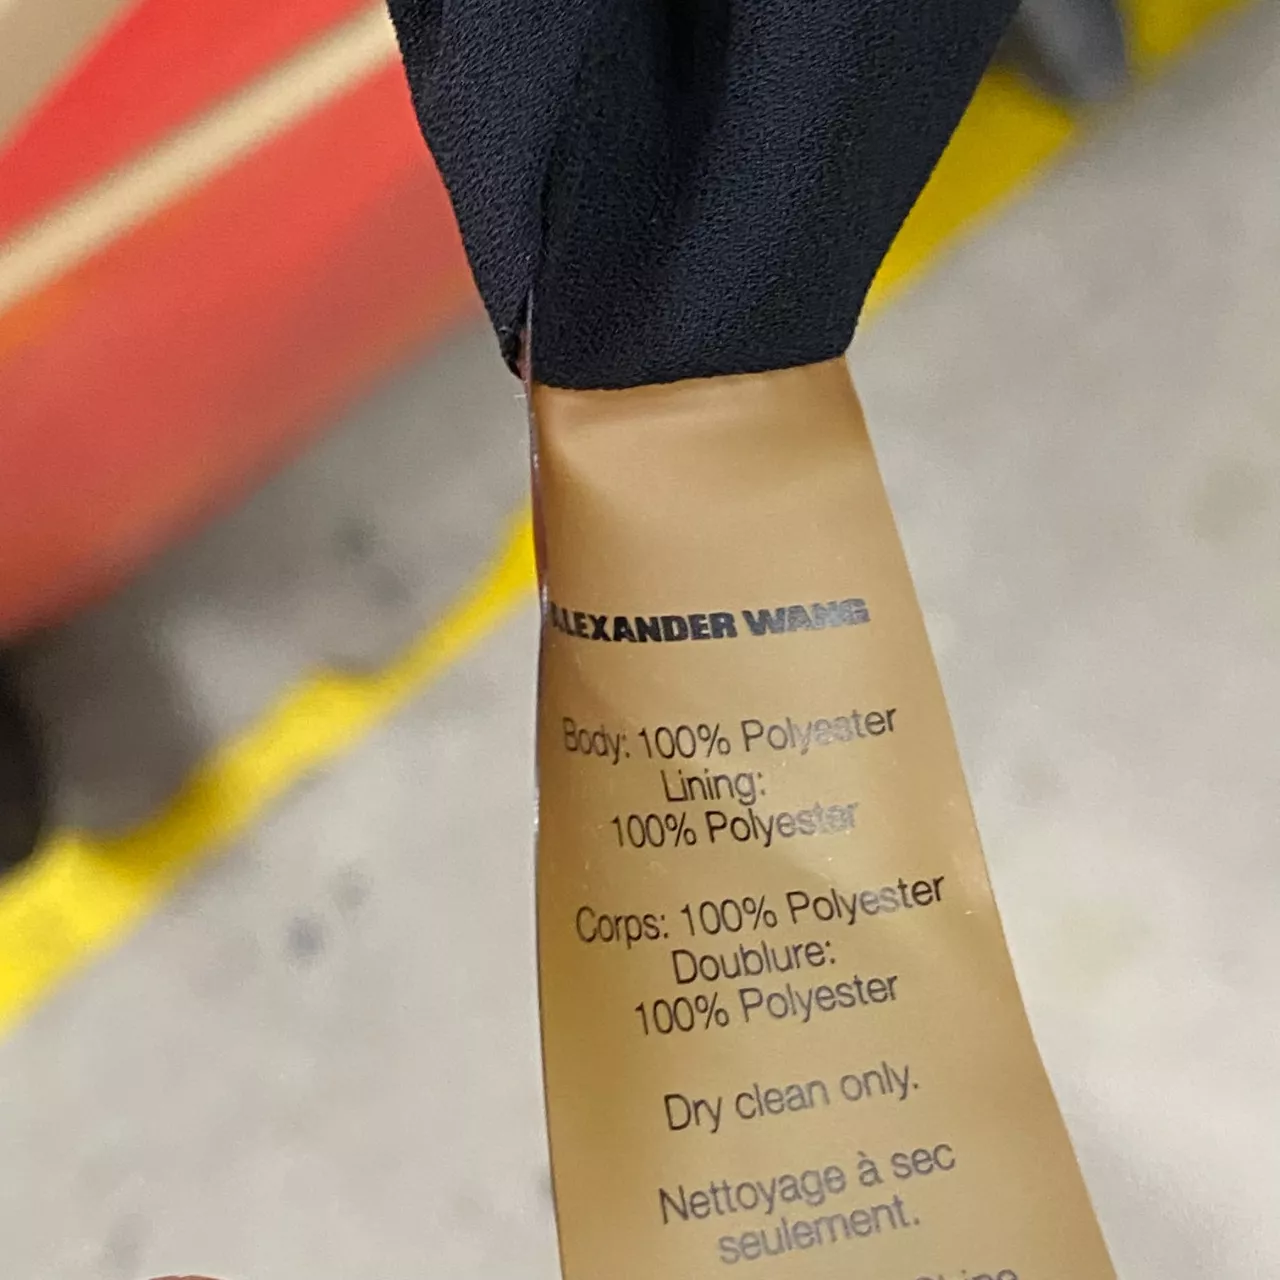 ALEXANDER WANG
Body: 100% Polyester
Lining:
100% Polyester
Corps: 100% Polyester
Doublure:
100% Polyester
Dry clean only.
Nettoyage à sec
seulement.